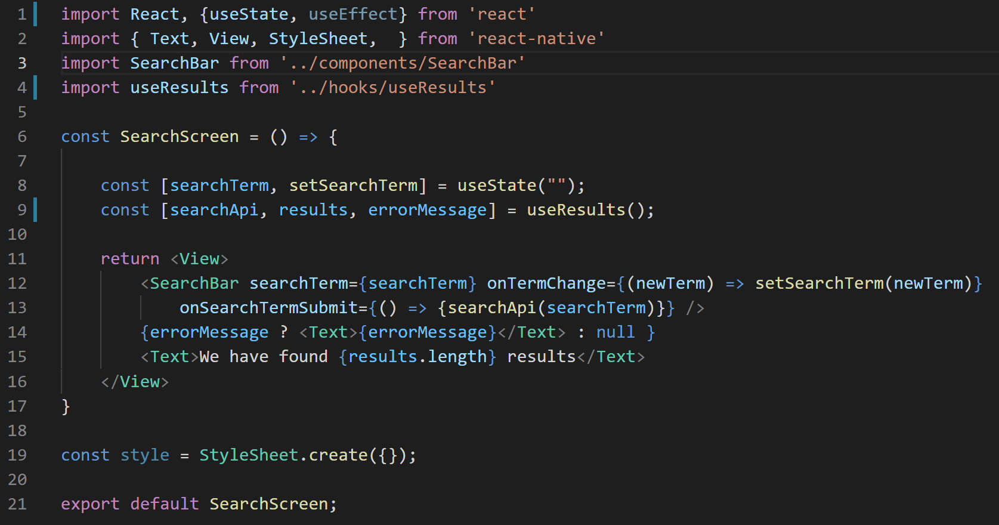 1 import React, {useState, useEffect} from 'react'
2 import { Text, View, StyleSheet,  } from 'react-native'
3 import SearchBar from '../components/SearchBar'
4 import useResults from '../hooks/useResults'
5
6 const SearchScreen = () => {
7
8     const [searchTerm, setSearchTerm] = useState("");
9     const [searchApi, results, errorMessage] = useResults();
10
11     return <View>
12         <SearchBar searchTerm={searchTerm} onTermChange={(newTerm) => setSearchTerm(newTerm)}
13             onSearchTermSubmit={() => {searchApi(searchTerm)}} />
14         {errorMessage ? <Text>{errorMessage}</Text> : null }
15         <Text>We have found {results.length} results</Text>
16     </View>
17 }
18
19 const style = StyleSheet.create({});
20
21 export default SearchScreen;